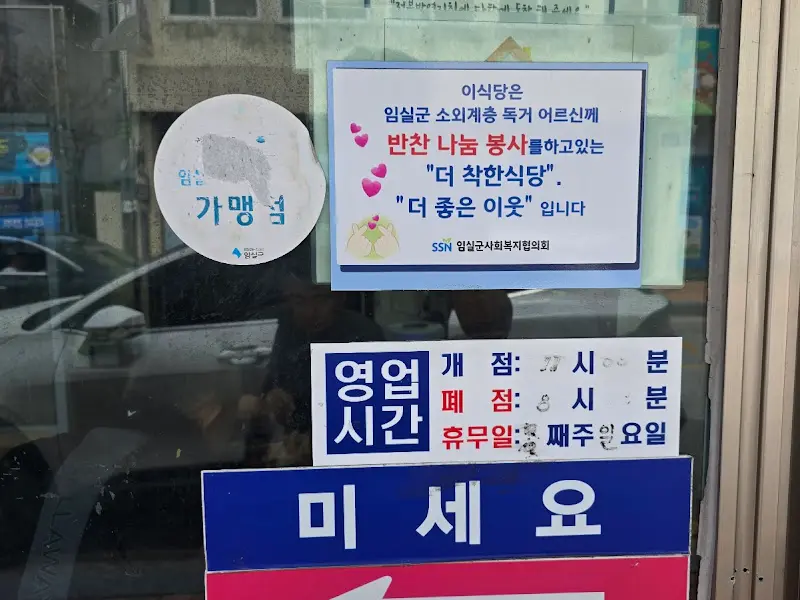 이식당은
임실군 소외계층 독거 어르신께
반찬 나눔 봉사를하고있는
"더 착한식당".
"더 좋은 이웃" 입니다
SSN 임실군사회복지협의회
가맹점
임실군
영업
시간
개 점: 시 분
폐 점: 8 시 분
휴무일: 째주 일요일
미세요